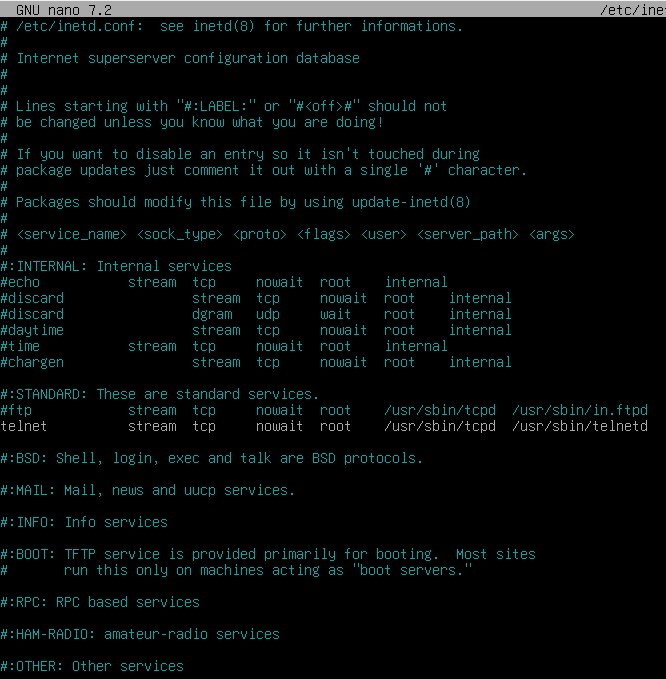 GNU nano 7.2 /etc/ine
# /etc/inetd.conf:  see inetd(8) for further informations.
#
# Internet superserver configuration database
#
#
# Lines starting with "#:LABEL:" or "#<off>#" should not
# be changed unless you know what you are doing!
#
# If you want to disable an entry so it isn't touched during
# package updates just comment it out with a single '#' character.
#
# Packages should modify this file by using update-inetd(8)
#
# <service_name> <sock_type> <proto> <flags> <user> <server_path> <args>
#
#:INTERNAL: Internal services
#echo           stream  tcp     nowait  root    internal
#discard                stream  tcp     nowait  root    internal
#discard                dgram   udp     wait    root    internal
#daytime                stream  tcp     nowait  root    internal
#time           stream  tcp     nowait  root    internal
#chargen                stream  tcp     nowait  root    internal
#:STANDARD: These are standard services.
#ftp            stream  tcp     nowait  root    /usr/sbin/tcpd  /usr/sbin/in.ftpd
telnet          stream  tcp     nowait  root    /usr/sbin/tcpd  /usr/sbin/telnetd
#:BSD: Shell, login, exec and talk are BSD protocols.
#:MAIL: Mail, news and uucp services.
#:INFO: Info services
#:BOOT: TFTP service is provided primarily for booting.  Most sites
#       run this only on machines acting as "boot servers."
#:RPC: RPC based services
#:HAM-RADIO: amateur-radio services
#:OTHER: Other services